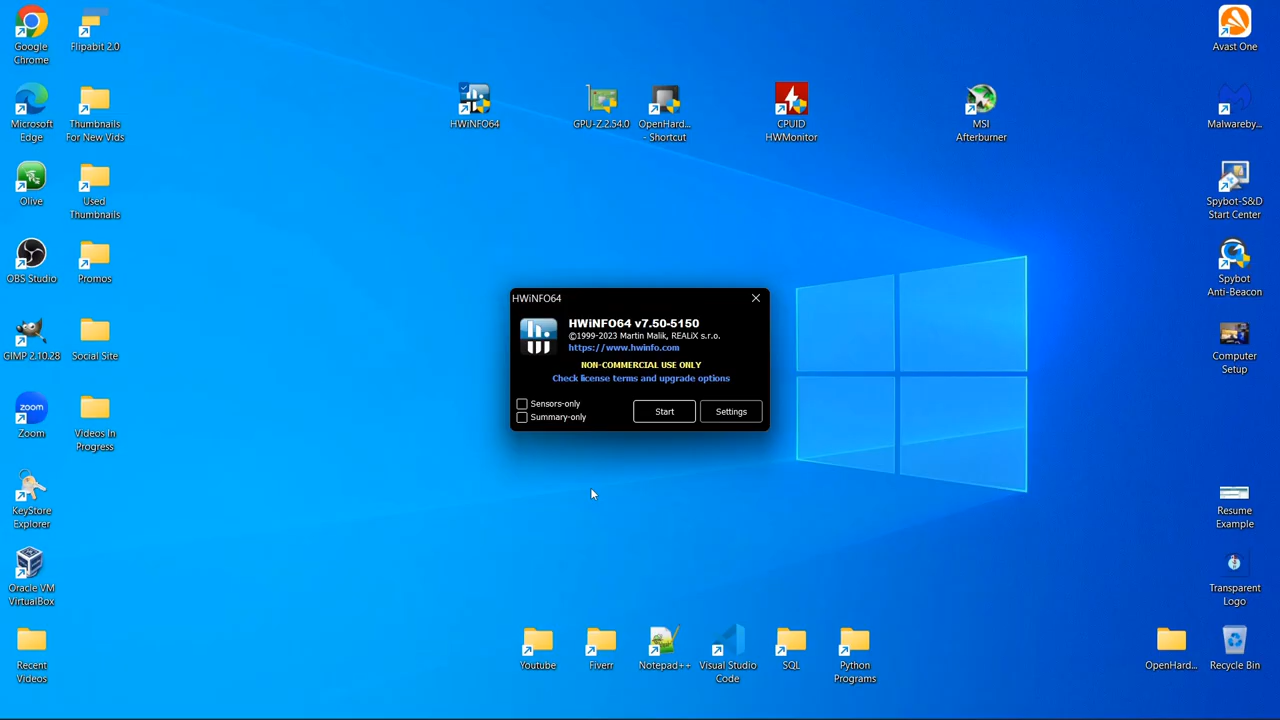 Google
Chrome
Flipabit 2.0
Avast One
Microsoft
Edge
Thumbnails
For New Vids
HWiNFO64
GPU-Z.2.54.0
OpenHard...
- Shortcut
CPUID
HWMonitor
MSI
Afterburner
Malwareby...
Olive
Used
Thumbnails
Spybot-S&D
Start Center
OBS Studio
Promos
Spybot
Anti-Beacon
HWiNFO64
HWiNFO64 v7.50-5150
©1999-2023 Martin Malik, REALiX s.r.o.
https://www.hwinfo.com
NON-COMMERCIAL USE ONLY
Check license terms and upgrade options
Sensors-only
Summary-only
Start
Settings
GIMP 2.10.28
Social Site
Computer
Setup
zoom
Zoom
Videos In
Progress
KeyStore
Explorer
Resume
Example
Oracle VM
VirtualBox
Transparent
Logo
Recent
Videos
Youtube
Fiverr
Notepad++
Visual Studio
Code
SQL
Python
Programs
OpenHard...
Recycle Bin